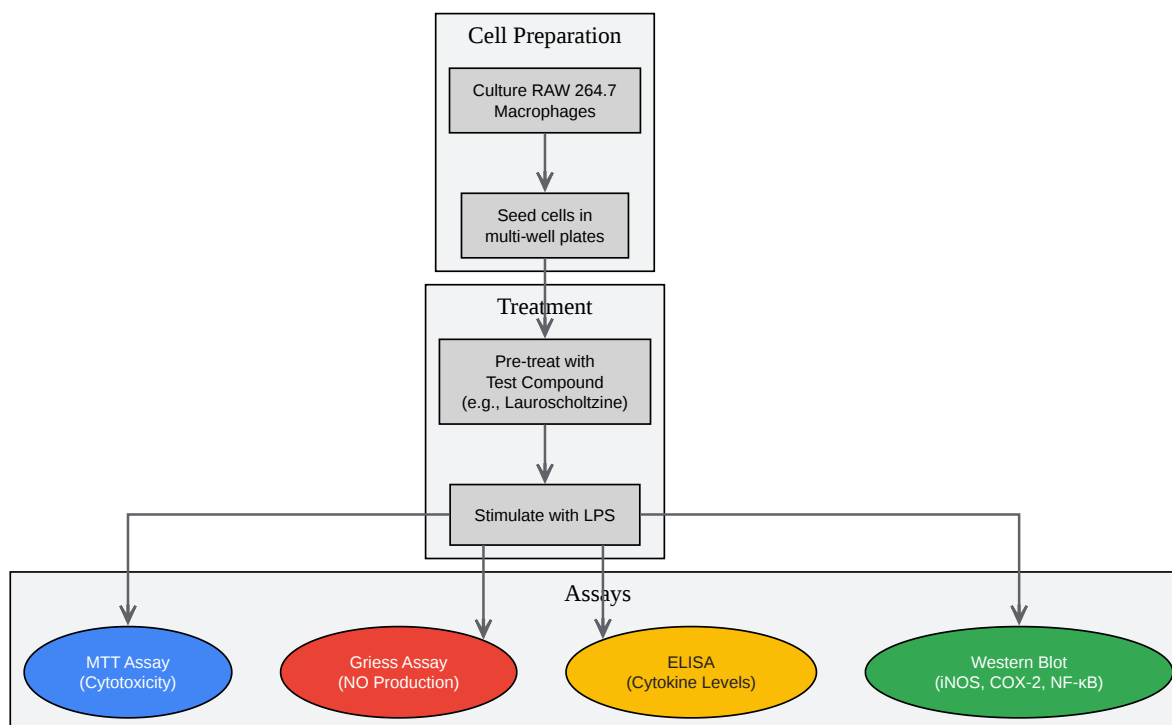 Cell Preparation
Culture RAW 264.7
Macrophages
Seed cells in
multi-well plates
Treatment
Pre-treat with
Test Compound
(e.g., Lauroscholtzine)
Stimulate with LPS
Assays
MTT Assay
(Cytotoxicity)
Griess Assay
(NO Production)
ELISA
(Cytokine Levels)
Western Blot
(iNOS, COX-2, NF-κB)